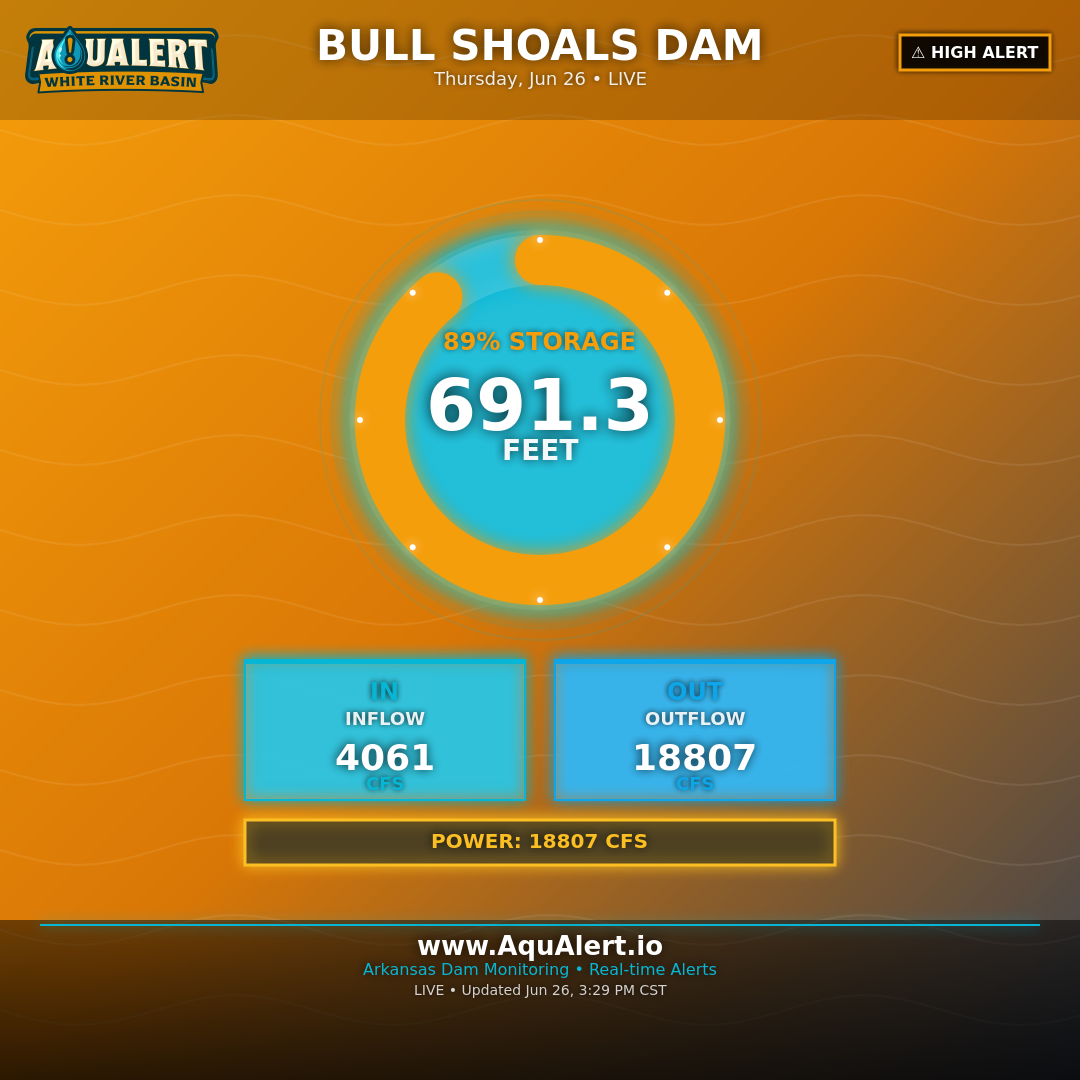 AQUALERT
WHITE RIVER BASIN
BULL SHOALS DAM
Thursday, Jun 26 • LIVE
⚠ HIGH ALERT
89% STORAGE
691.3
FEET
IN
INFLOW
4061
CFS
OUT
OUTFLOW
18807
CFS
POWER: 18807 CFS
www.AquAlert.io
Arkansas Dam Monitoring • Real-time Alerts
LIVE • Updated Jun 26, 3:29 PM CST